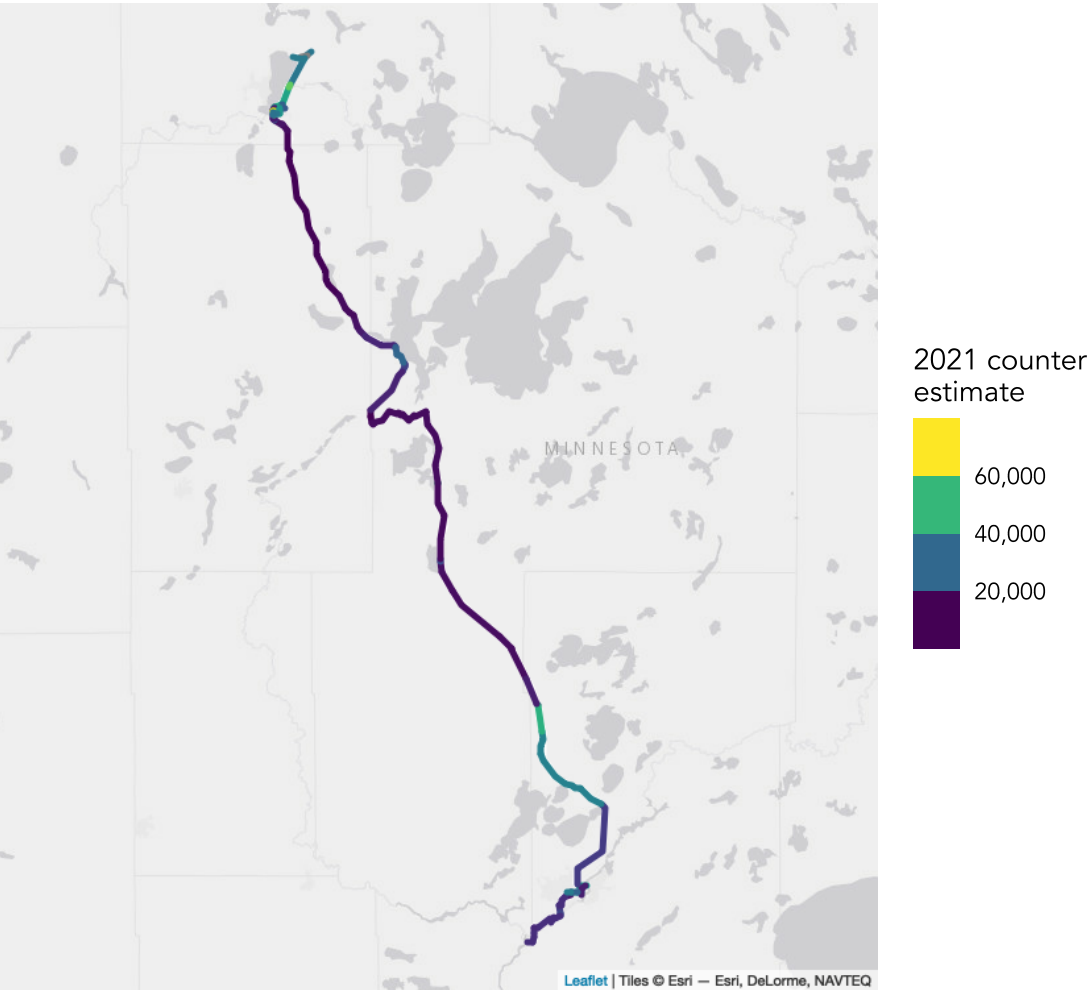 2021 counter
estimate
60,000
40,000
20,000
MINNESOTA
Leaflet | Tiles © Esri — Esri, DeLorme, NAVTEQ